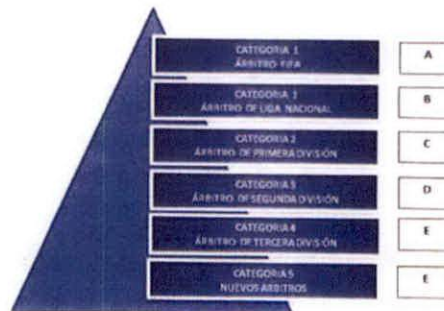 CATEGORIA 1
ÁRBITRO FIFA
A
CATEGORIA 1
ÁRBITRO DE LIGA NACIONAL
B
CATEGORIA 2
ÁRBITRO DE PRIMERA DIVISIÓN
C
CATEGORIA 3
ÁRBITRO DE SEGUNDA DIVISIÓN
D
CATEGORIA 4
ÁRBITRO DE TERCERA DIVISIÓN
E
CATEGORIA 5
NUEVOS ARBITROS
E